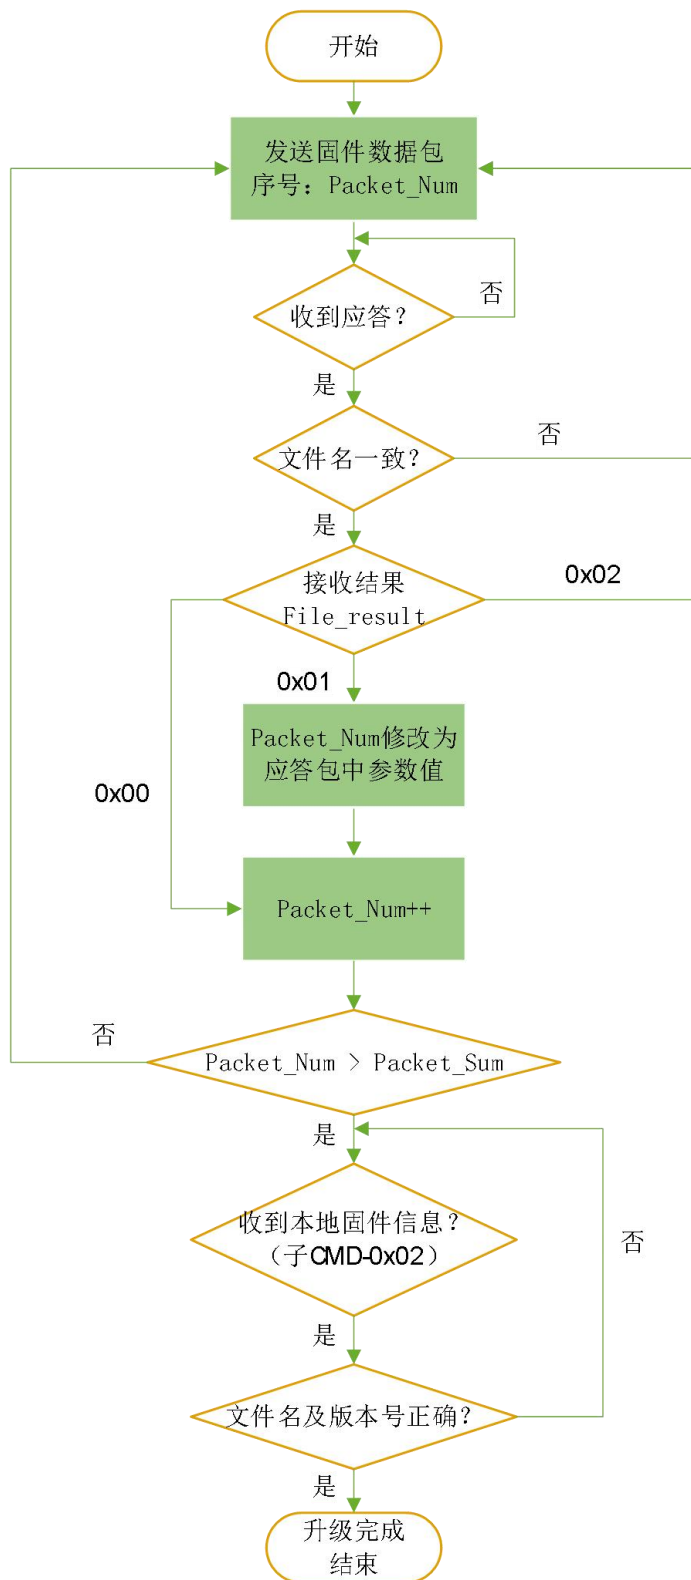 开始
发送固件数据包
序号: Packet_Num
否
收到应答?
是
文件名一致?
否
是
接收结果
File_result
0x02
0x01
Packet_Num修改为
应答包中参数值
0x00
Packet_Num++
否
Packet_Num > Packet_Sum
是
收到本地固件信息?
（子CMD-0x02）
否
是
文件名及版本号正确?
是
升级完成
结束